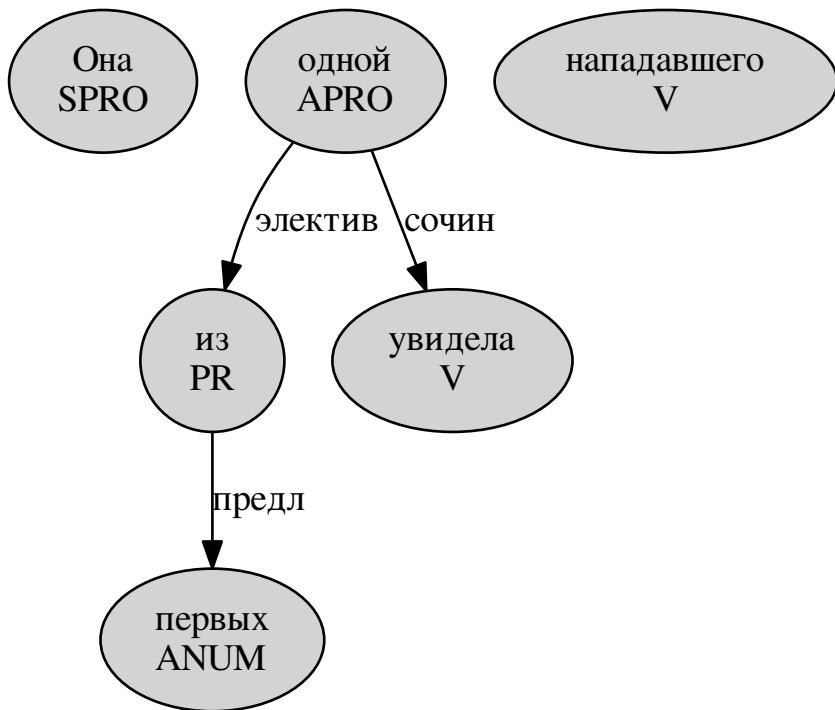 Она
SPRO
одной
APRO
нападавшего
V
электив
сочин
из
PR
увидела
V
предл
первых
ANUM